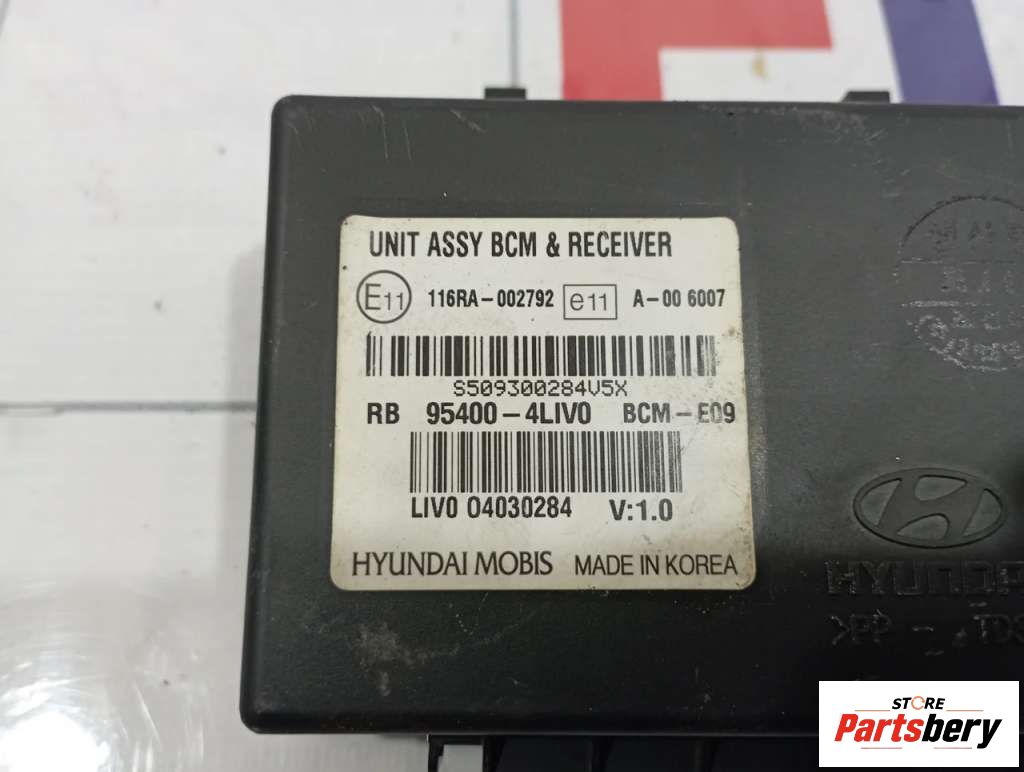 UNIT ASSY BCM & RECEIVER
E11 116RA-002792 e11 A-00 6007
S509300284V5X
RB 95400-4LIV0 BCM-E09
LIV0 04030284 V:1.0
HYUNDAI MOBIS MADE IN KOREA
>PP -
STORE
Partsbery